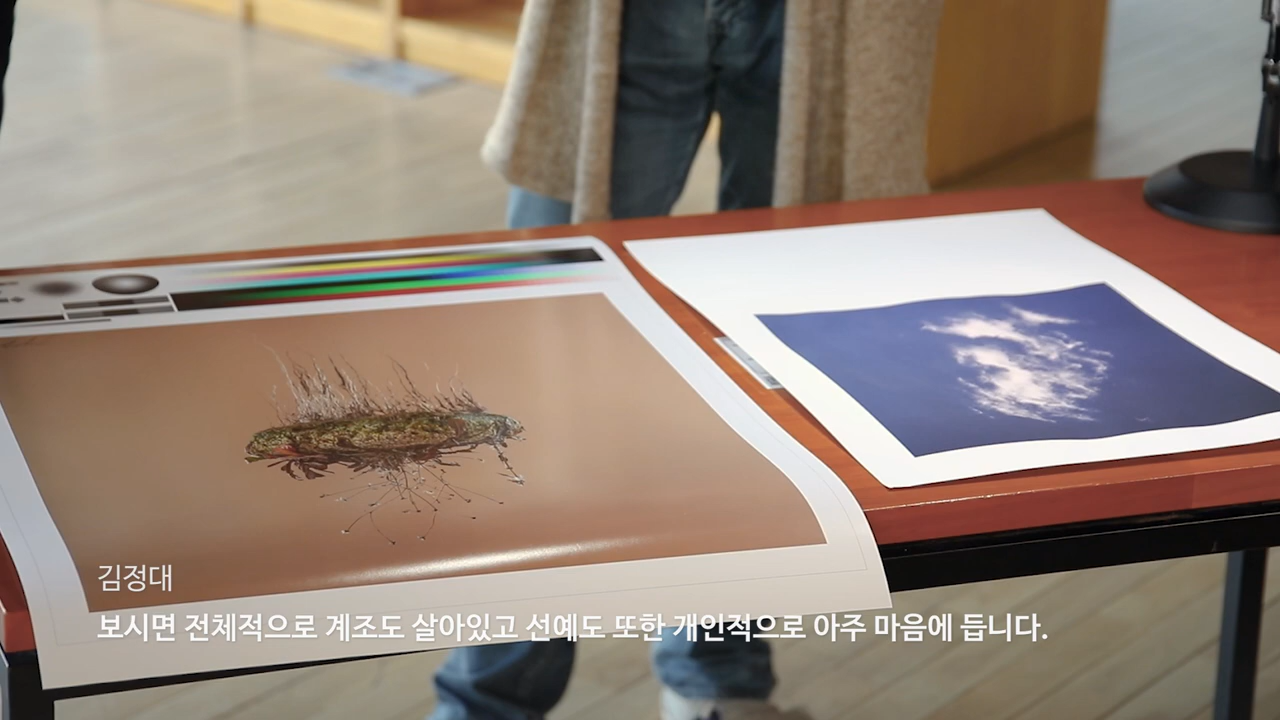 김정대
보시면 전체적으로 계조도 살아있고 선예도 또한 개인적으로 아주 마음에 듭니다.